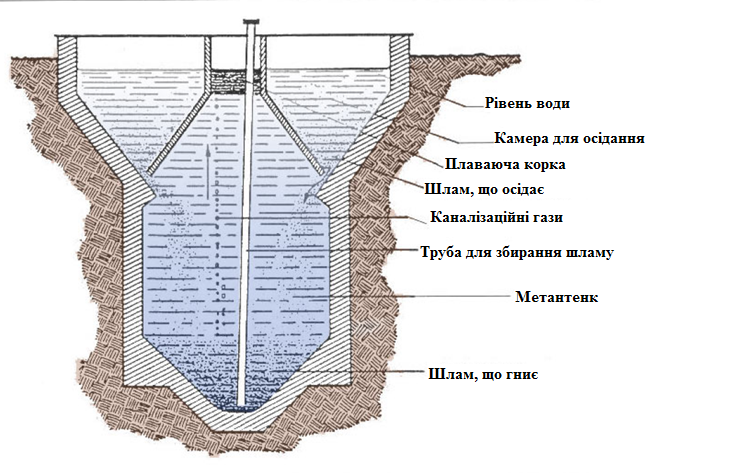 Рівень води
Камера для осідання
Плаваюча корка
Шлам, що осідає
Каналізаційні гази
Труба для збирання шламу
Метантенк
Шлам, що гниє